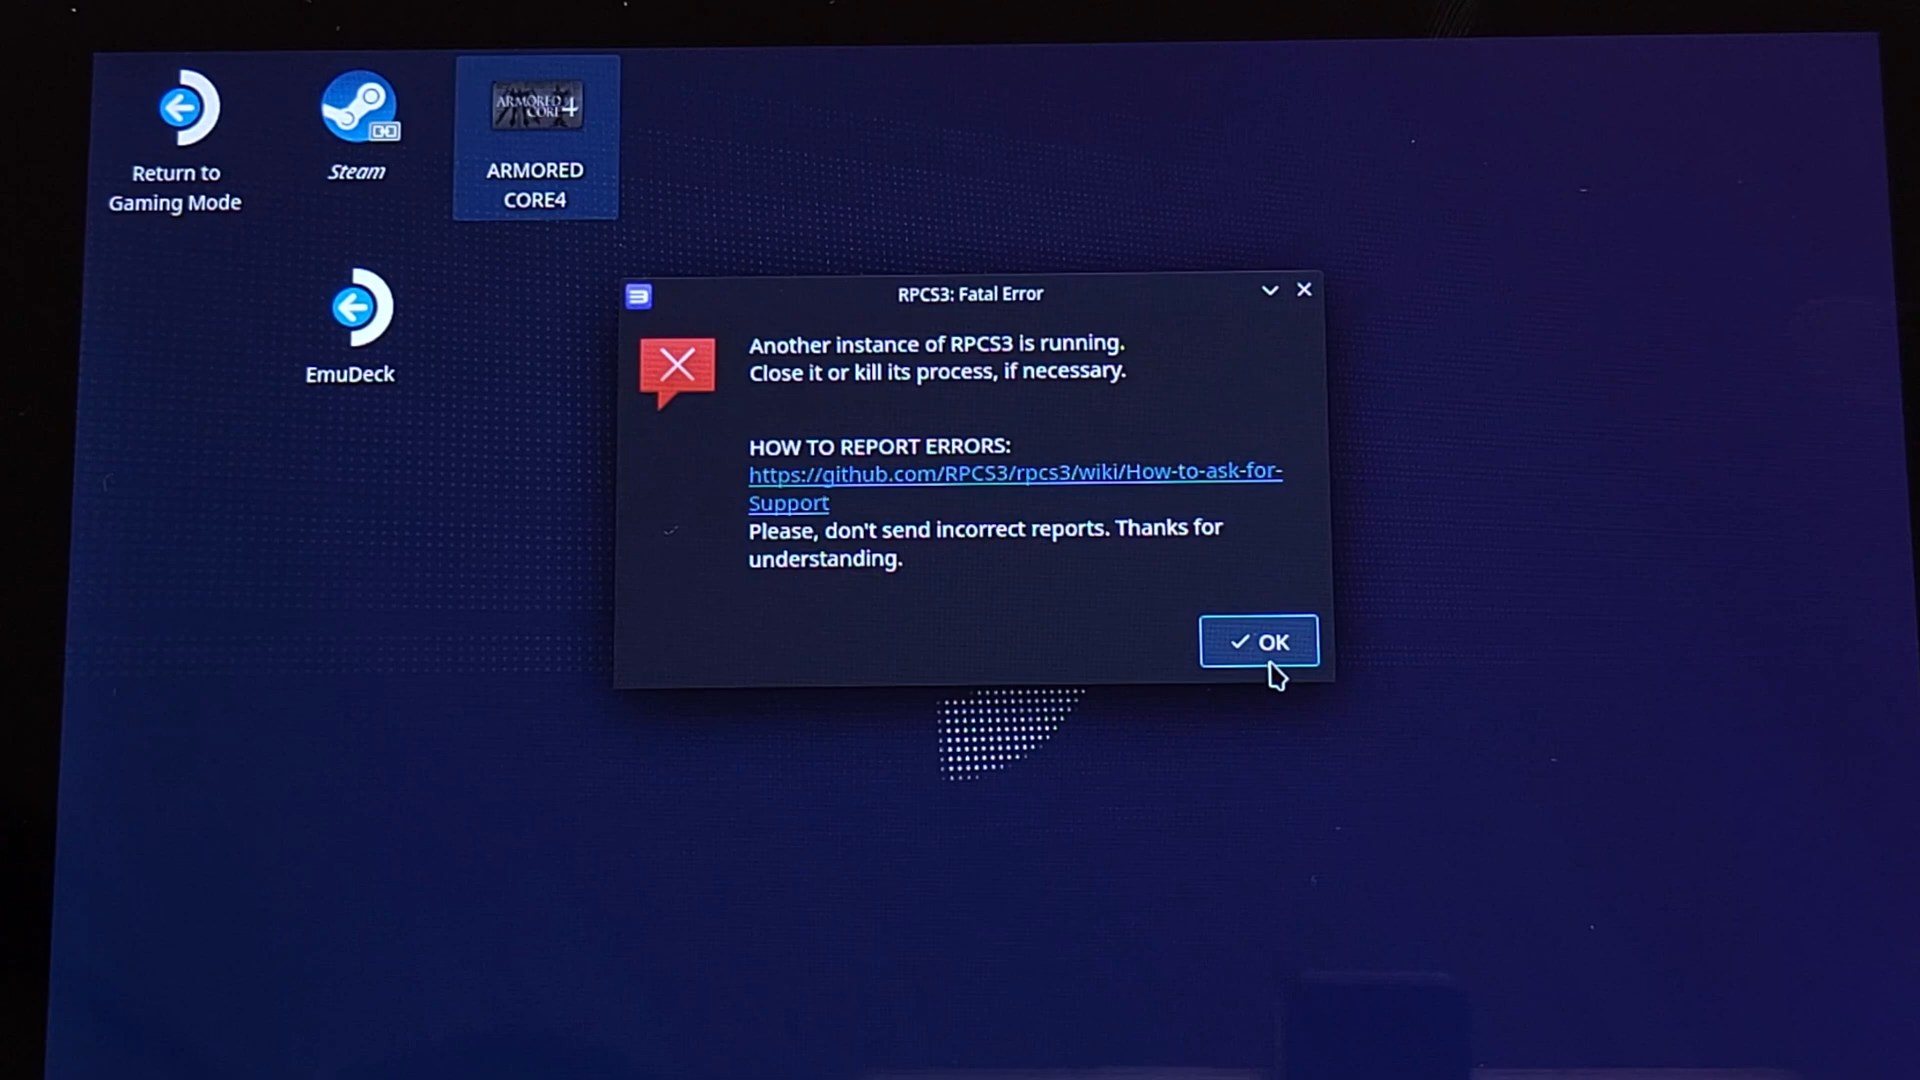 Return to
Gaming Mode
Steam
ARMORED
CORE4
ARMORED
CORE4
EmuDeck
RPCS3: Fatal Error
Another instance of RPCS3 is running.
Close it or kill its process, if necessary.
HOW TO REPORT ERRORS:
https://github.com/RPCS3/rpcs3/wiki/How-to-ask-for-
Support
Please, don't send incorrect reports. Thanks for
understanding.
OK